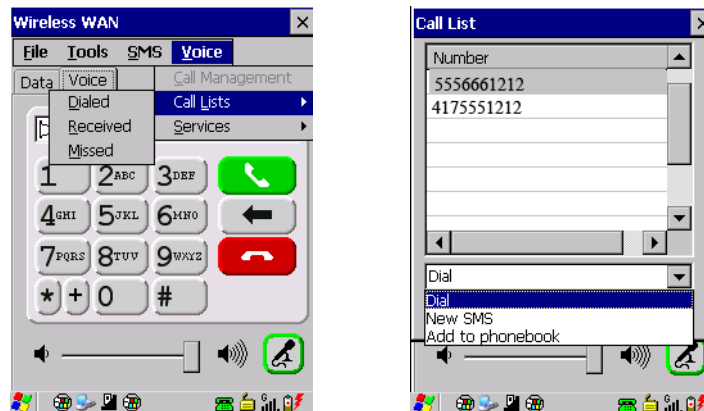 Wireless WAN
File Tools SMS Voice
Data Voice
Call Management
Dialed
Call Lists
Received
Services
Missed
1 2ABC 3DEF
4GHI 5JKL 6MNO
7PQRS 8TUV 9WXYZ
* + 0 #
Call List
Number
5556661212
4175551212
Dial
Dial
New SMS
Add to phonebook